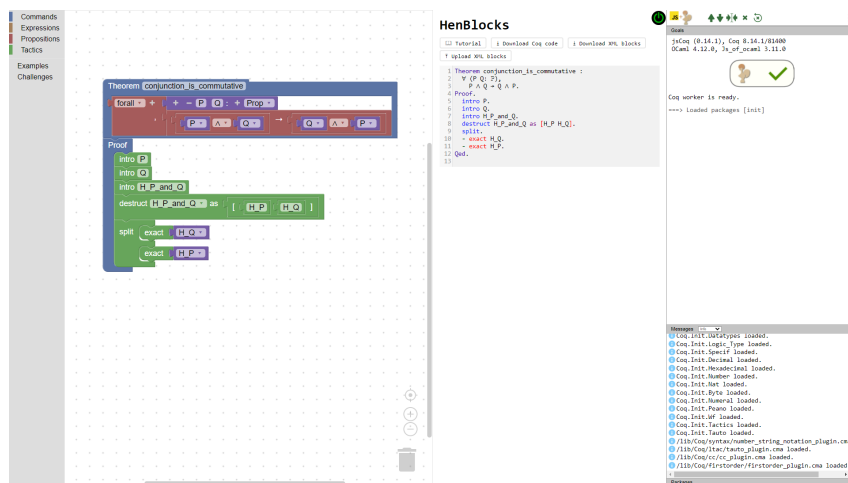 Commands
Expressions
Propositions
Tactics
Examples
Challenges
Theorem conjunction_is_commutative
forall + + - P Q : + Prop
, P ∧ Q → Q ∧ P
Proof
intro P
intro Q
intro H_P_and_Q
destruct H_P_and_Q as [ H_P H_Q ]
split exact H_Q
exact H_P
HenBlocks
Tutorial
Download Coq code
Download XML blocks
↑ Upload XML blocks
1 Theorem conjunction_is_commutative :
2 ∀ (P Q: ℙ),
3 P ∧ Q → Q ∧ P.
4 Proof.
5 intro P.
6 intro Q.
7 intro H_P_and_Q.
8 destruct H_P_and_Q as [H_P H_Q].
9 split.
10 - exact H_Q.
11 - exact H_P.
12 Qed.
13
JS
Goals
jsCoq (0.14.1), Coq 8.14.1/81400
OCaml 4.12.0, Js_of_ocaml 3.11.0
Coq worker is ready.
===> Loaded packages [init]
Messages
Coq.Init.Datatypes loaded.
Coq.Init.Logic_Type loaded.
Coq.Init.Specif loaded.
Coq.Init.Decimal loaded.
Coq.Init.Hexadecimal loaded.
Coq.Init.Number loaded.
Coq.Init.Nat loaded.
Coq.Init.Byte loaded.
Coq.Init.Numeral loaded.
Coq.Init.Peano loaded.
Coq.Init.Wf loaded.
Coq.Init.Tactics loaded.
Coq.Init.Tauto loaded.
/lib/Coq/syntax/number_string_notation_plugin.cma
/lib/Coq/ltac/tauto_plugin.cma loaded.
/lib/Coq/cc/cc_plugin.cma loaded.
/lib/Coq/firstorder/firstorder_plugin.cma loaded
Packages